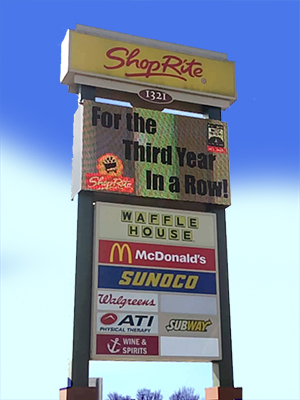 ShopRite
1321
For the
Third Year
In a Row!
ShopRite
WAFFLE
HOUSE
McDonald's
SUNOCO
Walgreens
ATI
PHYSICAL THERAPY
SUBWAY
WINE &
SPIRITS